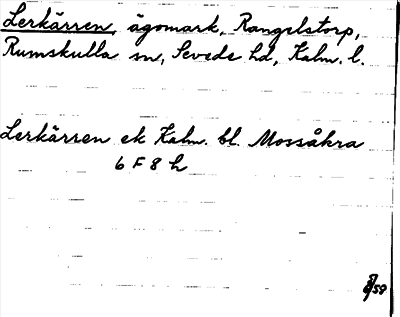 Lerkärren, ägomark, Rangelstorp,
Rumskulla sn, Sevede hd, Kalm. l.
Lerkärren ek Kalm. bl. Mossåkra
6 F 8 h